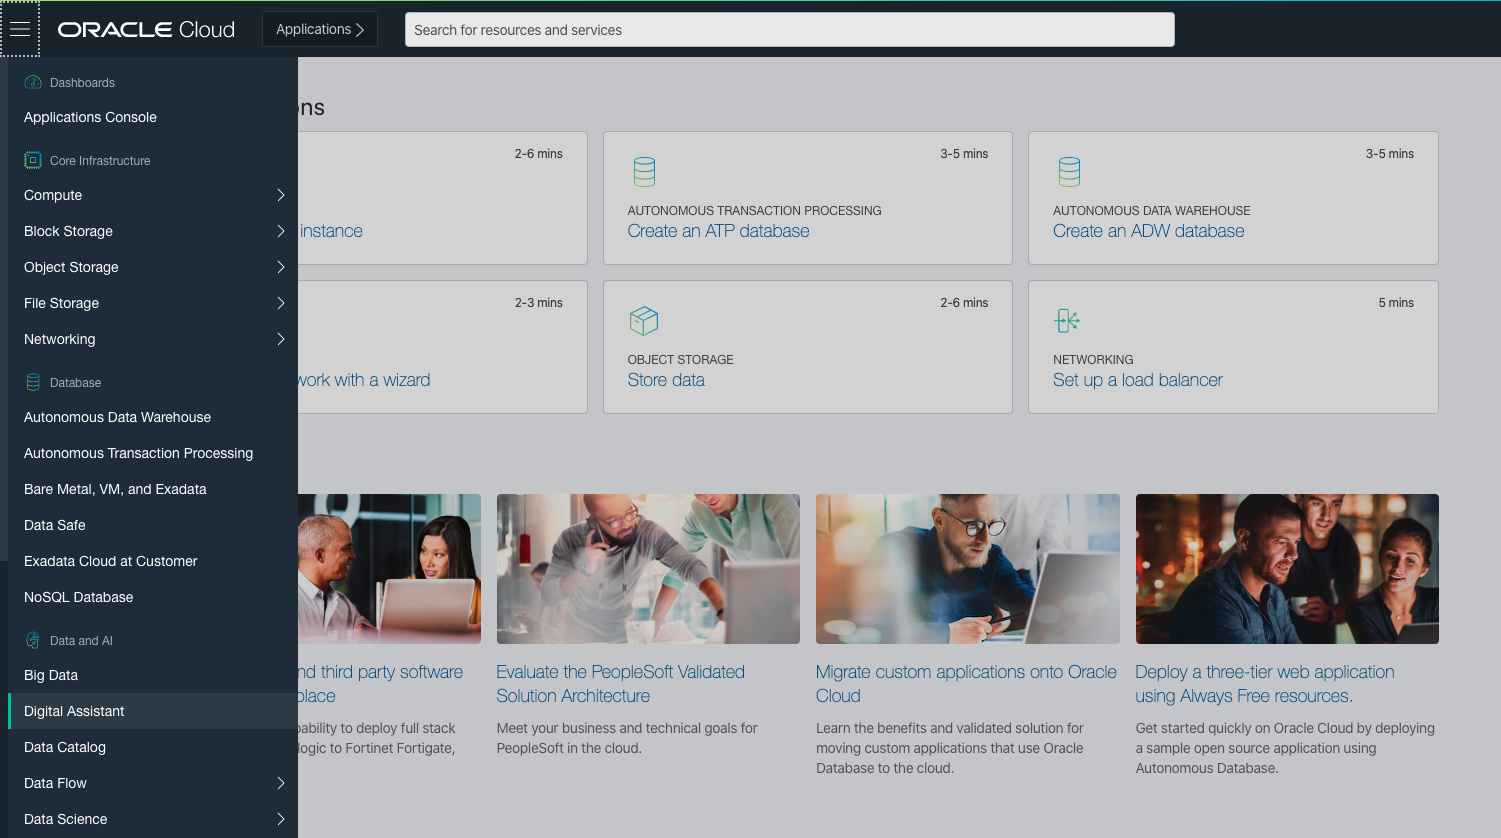 ORACLE Cloud
Applications
Search for resources and services
Dashboards
Applications Console
Core Infrastructure
Compute
Block Storage
Object Storage
File Storage
Networking
Database
Autonomous Data Warehouse
Autonomous Transaction Processing
Bare Metal, VM, and Exadata
Data Safe
Exadata Cloud at Customer
NoSQL Database
Data and AI
Big Data
Digital Assistant
Data Catalog
Data Flow
Data Science
ons
2-6 mins
instance
3-5 mins
AUTONOMOUS TRANSACTION PROCESSING
Create an ATP database
3-5 mins
AUTONOMOUS DATA WAREHOUSE
Create an ADW database
2-3 mins
work with a wizard
2-6 mins
OBJECT STORAGE
Store data
5 mins
NETWORKING
Set up a load balancer
nd third party software
place
pability to deploy full stack
logic to Fortinet Fortigate,
Evaluate the PeopleSoft Validated
Solution Architecture
Meet your business and technical goals for
PeopleSoft in the cloud.
Migrate custom applications onto Oracle
Cloud
Learn the benefits and validated solution for
moving custom applications that use Oracle
Database to the cloud.
Deploy a three-tier web application
using Always Free resources.
Get started quickly on Oracle Cloud by deploying
a sample open source application using
Autonomous Database.